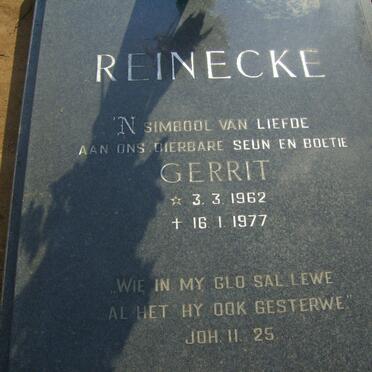 REINECKE
'N SIMBOOL VAN LIEFDE
AAN ONS DIERBARE SEUN EN BOETIE
GERRIT
☆ 3.3.1962
† 16.1.1977
„WIE IN MY GLO SAL LEWE
AL HET HY OOK GESTERWE."
JOH. 11. 25.